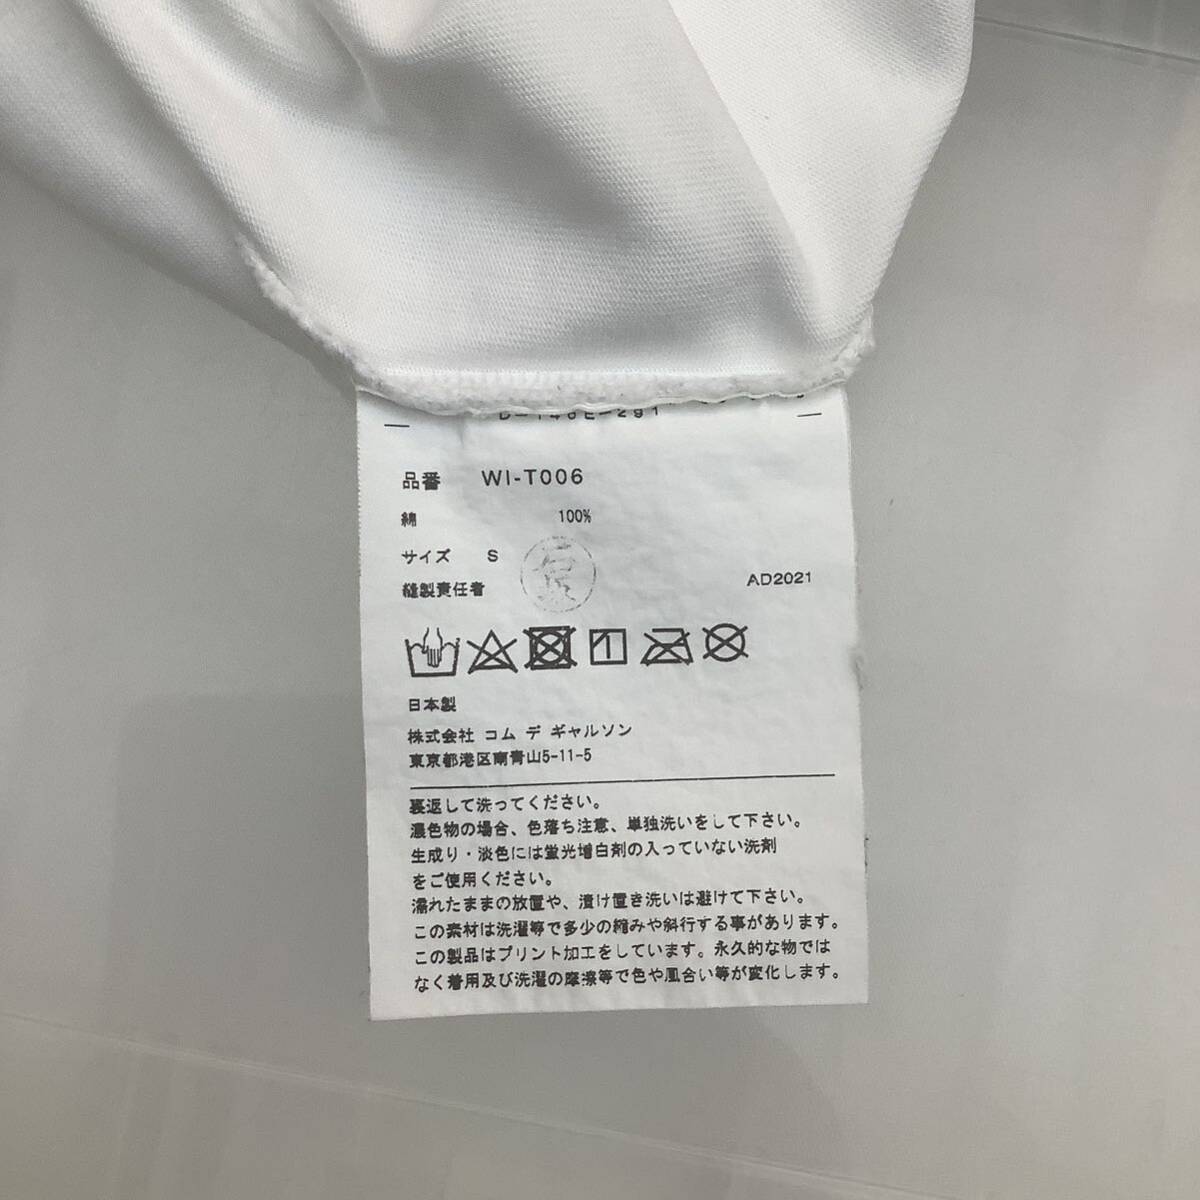 品番 WI-T006
綿 100%
サイズ S
縫製責任者
AD2021
日本製
株式会社 コム デ ギャルソン
東京都港区南青山5-11-5
裏返して洗ってください。
濃色物の場合、色落ち注意、単独洗いをして下さい。
生成り・淡色には蛍光増白剤の入っていない洗剤
をご使用ください。
濡れたままの放置や、漬け置き洗いは避けて下さい。
この素材は洗濯等で多少の縮みや斜行する事があります。
この製品はプリント加工をしています。永久的な物では
なく着用及び洗濯の摩擦等で色や風合い等が変化します。